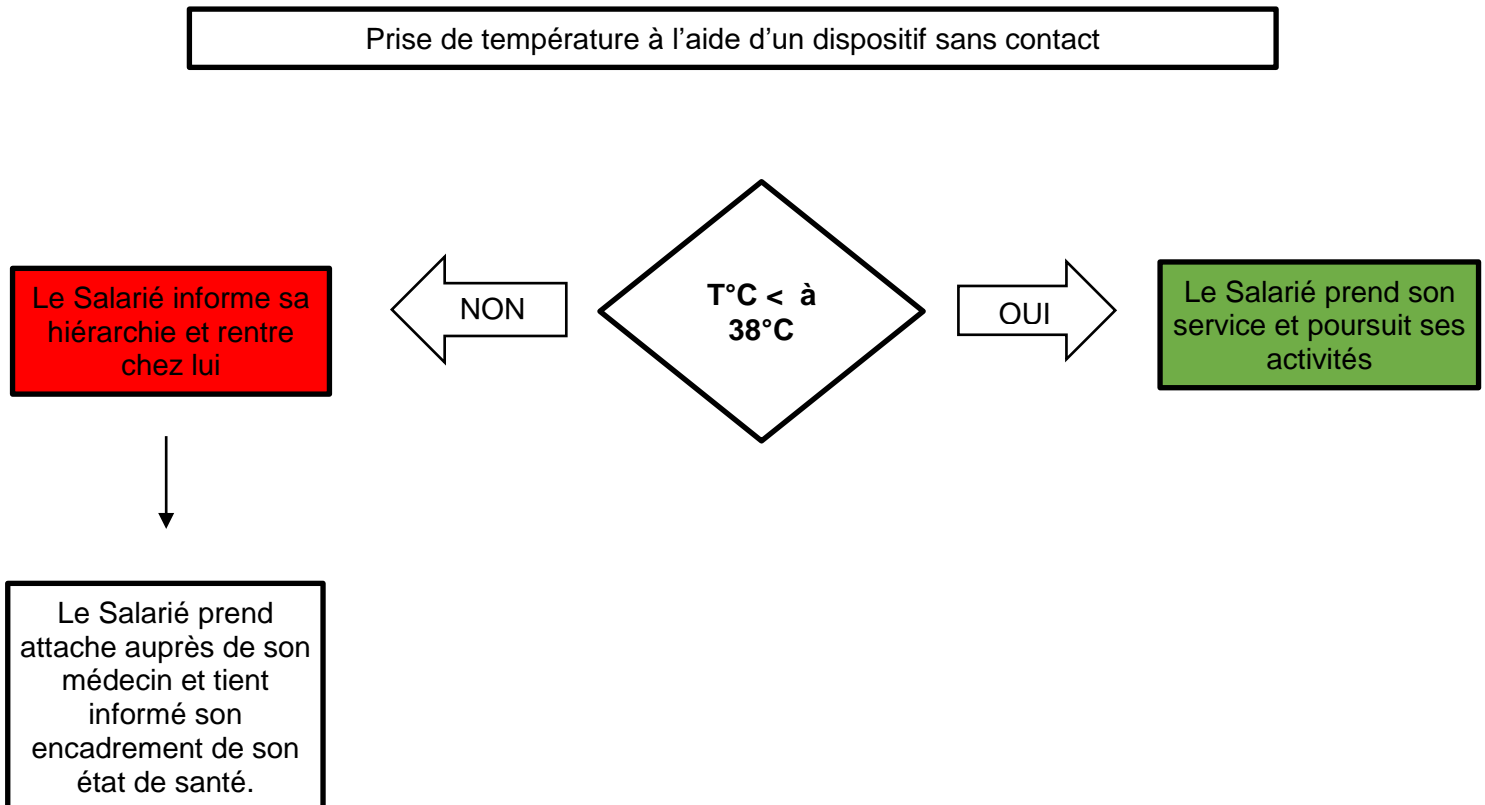 Prise de température à l’aide d’un dispositif sans contact
T°C < à
38°C
NON
OUI
Le Salarié informe sa
hiérarchie et rentre
chez lui
Le Salarié prend son
service et poursuit ses
activités
Le Salarié prend
attache auprès de son
médecin et tient
informé son
encadrement de son
état de santé.